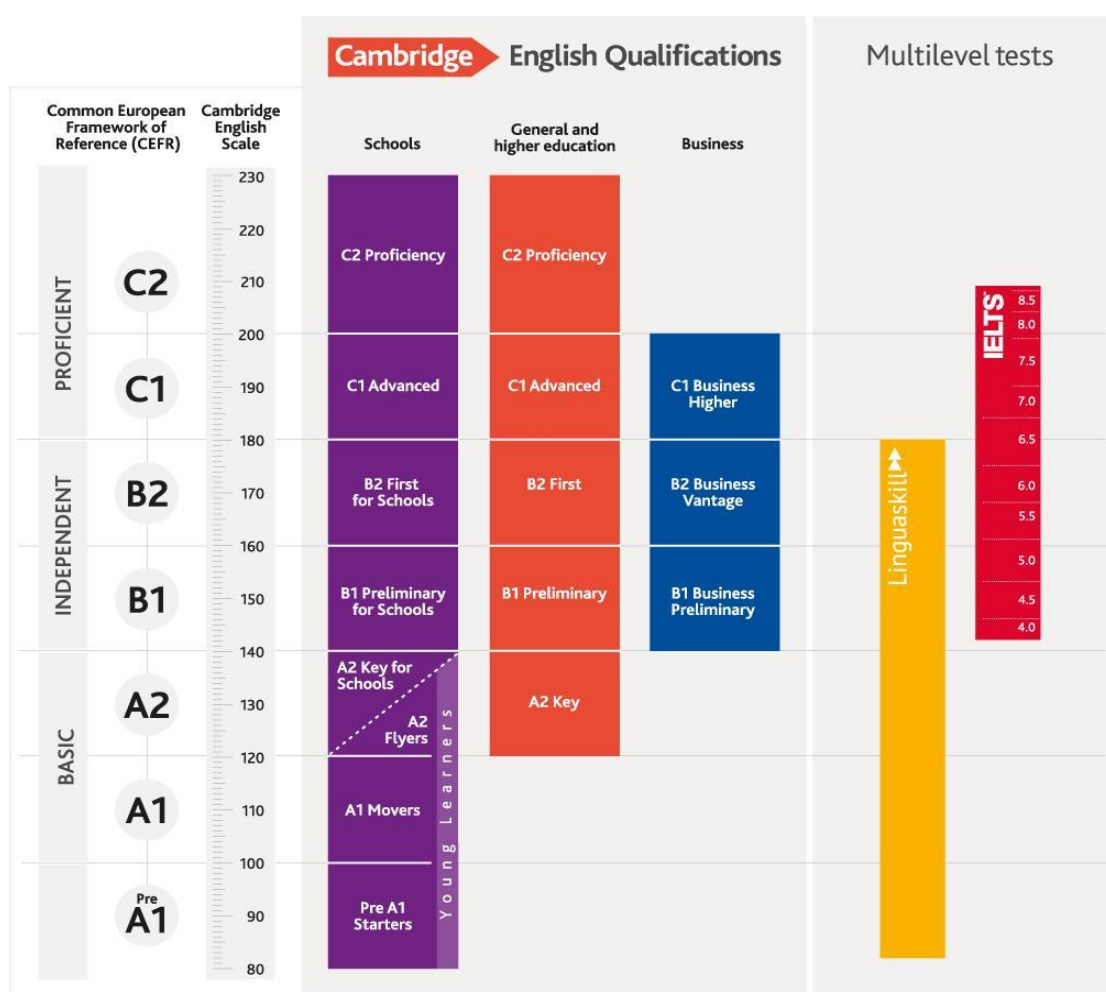 Cambridge English Qualifications
Multilevel tests
Common European
Framework of
Reference (CEFR)
Cambridge
English
Scale
Schools
General and
higher education
Business
PROFICIENT
INDEPENDENT
BASIC
C2
C1
B2
B1
A2
A1
Pre
A1
230
220
210
200
190
180
170
160
150
140
130
120
110
100
90
80
C2 Proficiency
C1 Advanced
B2 First
for Schools
B1 Preliminary
for Schools
A2 Key for
Schools
A2
Flyers
A1 Movers
Pre A1
Starters
Young Learners
C2 Proficiency
C1 Advanced
B2 First
B1 Preliminary
A2 Key
C1 Business
Higher
B2 Business
Vantage
B1 Business
Preliminary
Linguaskill
IELTS
8.5
8.0
7.5
7.0
6.5
6.0
5.5
5.0
4.5
4.0